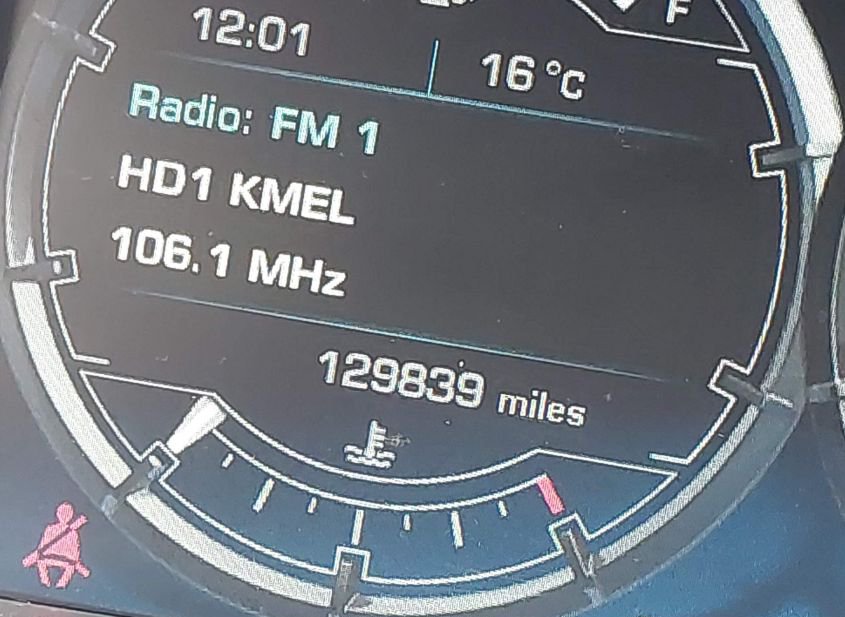 F
12:01
16 °C
Radio: FM 1
HD1 KMEL
106.1 MHz
129839 miles